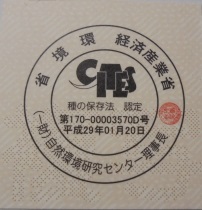 経済産業省
環境省
CITES
種の保存法 認定
第170-00003570D号
平成29年01月20日
(一財)自然環境研究センター理事長